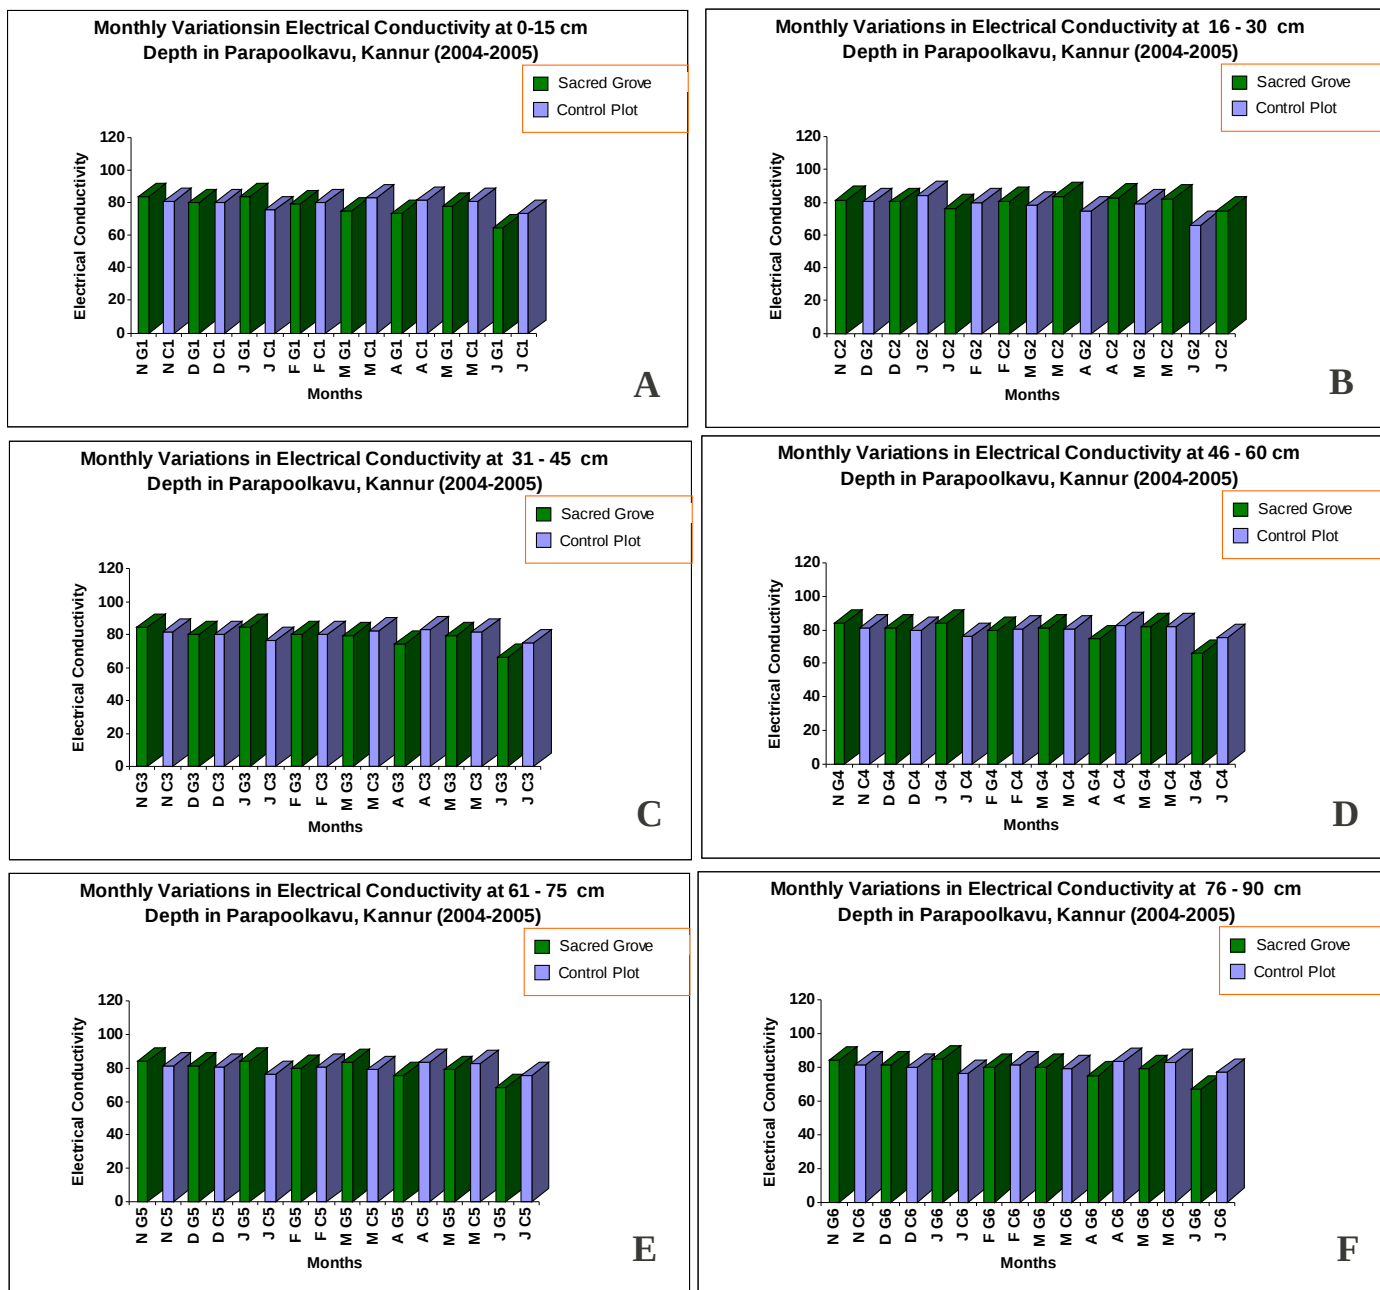 Monthly Variationsin Electrical Conductivity at 0-15 cm
Depth in Parapoolkavu, Kannur (2004-2005)
Sacred Grove
Control Plot
120
100
80
60
40
20
0
Electrical Conductivity
N G1
N C1
D G1
D C1
J G1
J C1
F G1
F C1
M G1
M C1
A G1
A C1
M G1
M C1
J G1
J C1
Months
A
Monthly Variations in Electrical Conductivity at 16 - 30 cm
Depth in Parapoolkavu, Kannur (2004-2005)
Sacred Grove
Control Plot
120
100
80
60
40
20
0
Electrical Conductivity
N C2
D G2
D C2
J G2
J C2
F G2
F C2
M G2
M C2
A G2
A C2
M G2
M C2
J G2
J C2
Months
B
Monthly Variations in Electrical Conductivity at 31 - 45 cm
Depth in Parapoolkavu, Kannur (2004-2005)
Sacred Grove
Control Plot
120
100
80
60
40
20
0
Electrical Conductivity
N G3
N C3
D G3
D C3
J G3
J C3
F G3
F C3
M G3
M C3
A G3
A C3
M G3
M C3
J G3
J C3
Months
C
Monthly Variations in Electrical Conductivity at 46 - 60 cm
Depth in Parapoolkavu, Kannur (2004-2005)
Sacred Grove
Control Plot
120
100
80
60
40
20
0
Electrical Conductivity
N G4
N C4
D G4
D C4
J G4
J C4
F G4
F C4
M G4
M C4
A G4
A C4
M G4
M C4
J G4
J C4
Months
D
Monthly Variations in Electrical Conductivity at 61 - 75 cm
Depth in Parapoolkavu, Kannur (2004-2005)
Sacred Grove
Control Plot
120
100
80
60
40
20
0
Electrical Conductivity
N G5
N C5
D G5
D C5
J G5
J C5
F G5
F C5
M G5
M C5
A G5
A C5
M G5
M C5
J G5
J C5
Months
E
Monthly Variations in Electrical Conductivity at 76 - 90 cm
Depth in Parapoolkavu, Kannur (2004-2005)
Sacred Grove
Control Plot
120
100
80
60
40
20
0
Electrical Conductivity
N G6
N C6
D G6
D C6
J G6
J C6
F G6
F C6
M G6
M C6
A G6
A C6
M G6
M C6
J G6
J C6
Months
F